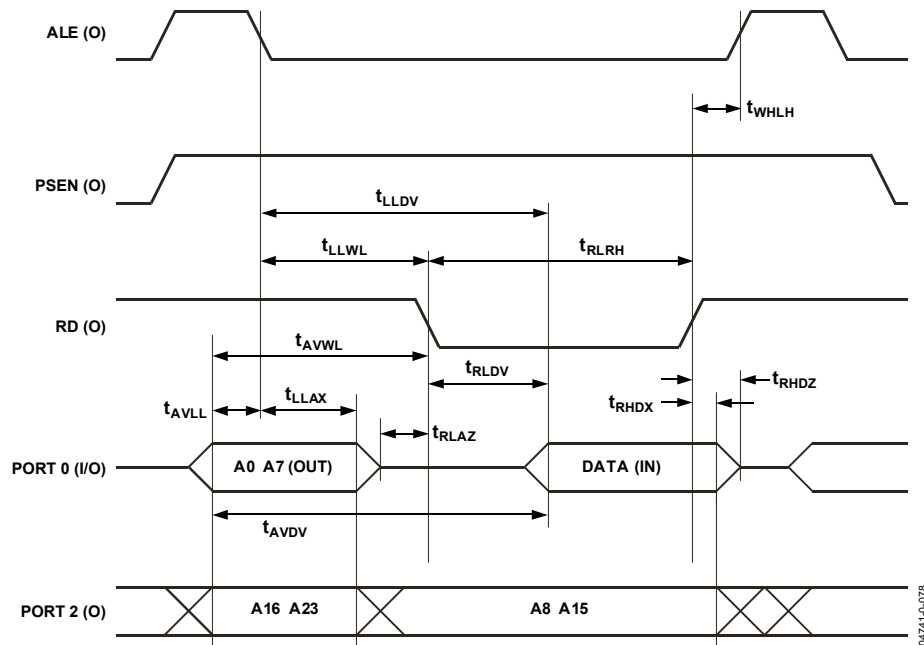 ALE (O)
tWHLH
PSEN (O)
tLLDV
tLLWL
tRLRH
RD (O)
tAVWL
tRLDV
tRHDZ
tAVLL
tLLAX
tRHDX
tRLAZ
PORT 0 (I/O)
A0 A7 (OUT)
DATA (IN)
tAVDV
PORT 2 (O)
A16 A23
A8 A15
04741-0-078